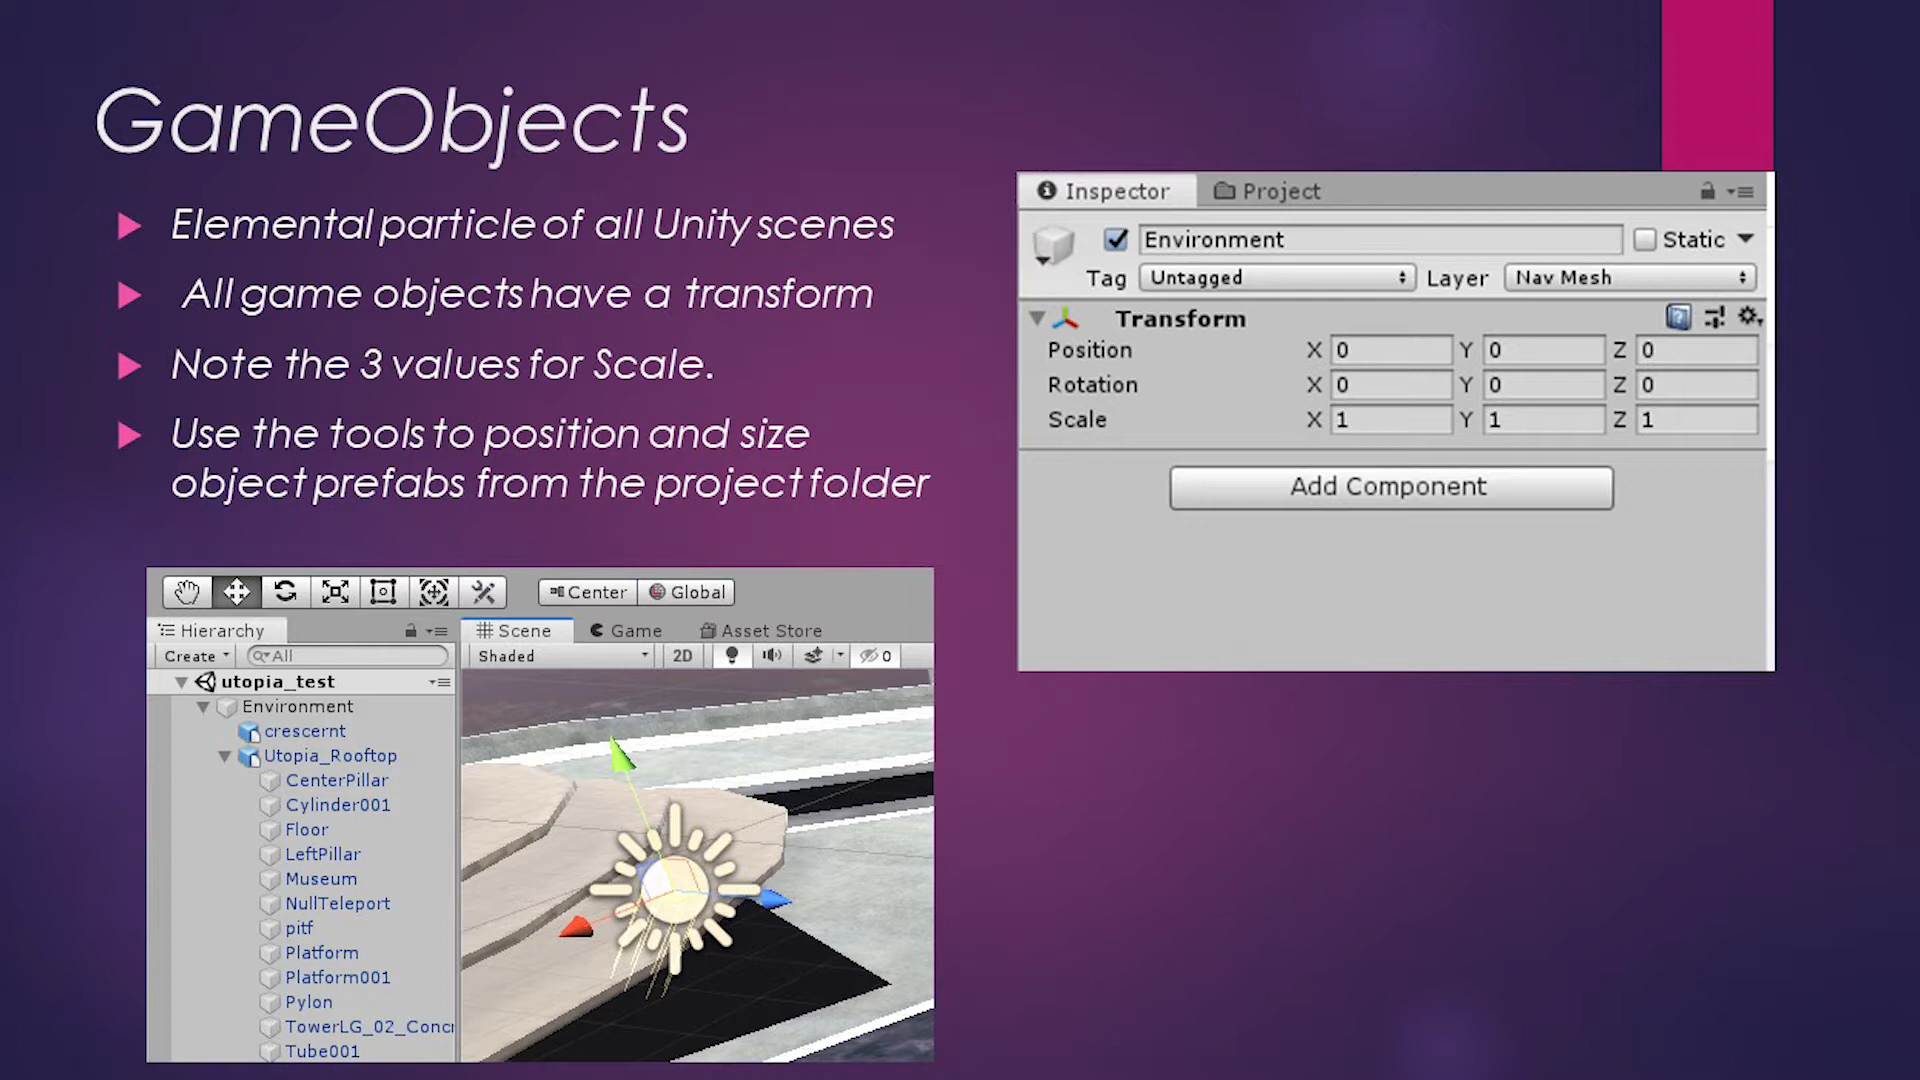 GameObjects
Elemental particle of all Unity scenes
All game objects have a transform
Note the 3 values for Scale.
Use the tools to position and size
object prefabs from the project folder
Inspector Project
Environment Static
Tag Untagged Layer Nav Mesh
Transform
Position X 0 Y 0 Z 0
Rotation X 0 Y 0 Z 0
Scale X 1 Y 1 Z 1
Add Component
Center Global
Hierarchy Scene Game Asset Store
Create All Shaded 2D 0
utopia_test
Environment
crescernt
Utopia_Rooftop
CenterPillar
Cylinder001
Floor
LeftPillar
Museum
NullTeleport
pitf
Platform
Platform001
Pylon
TowerLG_02_Concr
Tube001